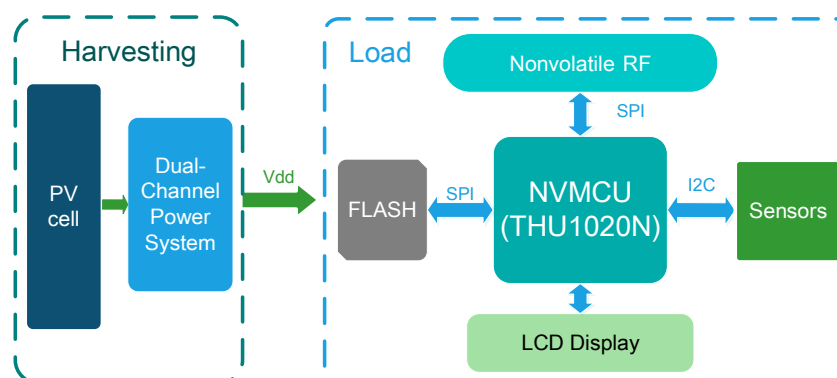 Harvesting
PV
cell
Dual-
Channel
Power
System
Vdd
Load
Nonvolatile RF
SPI
FLASH
SPI
NVMCU
(THU1020N)
I2C
Sensors
LCD Display